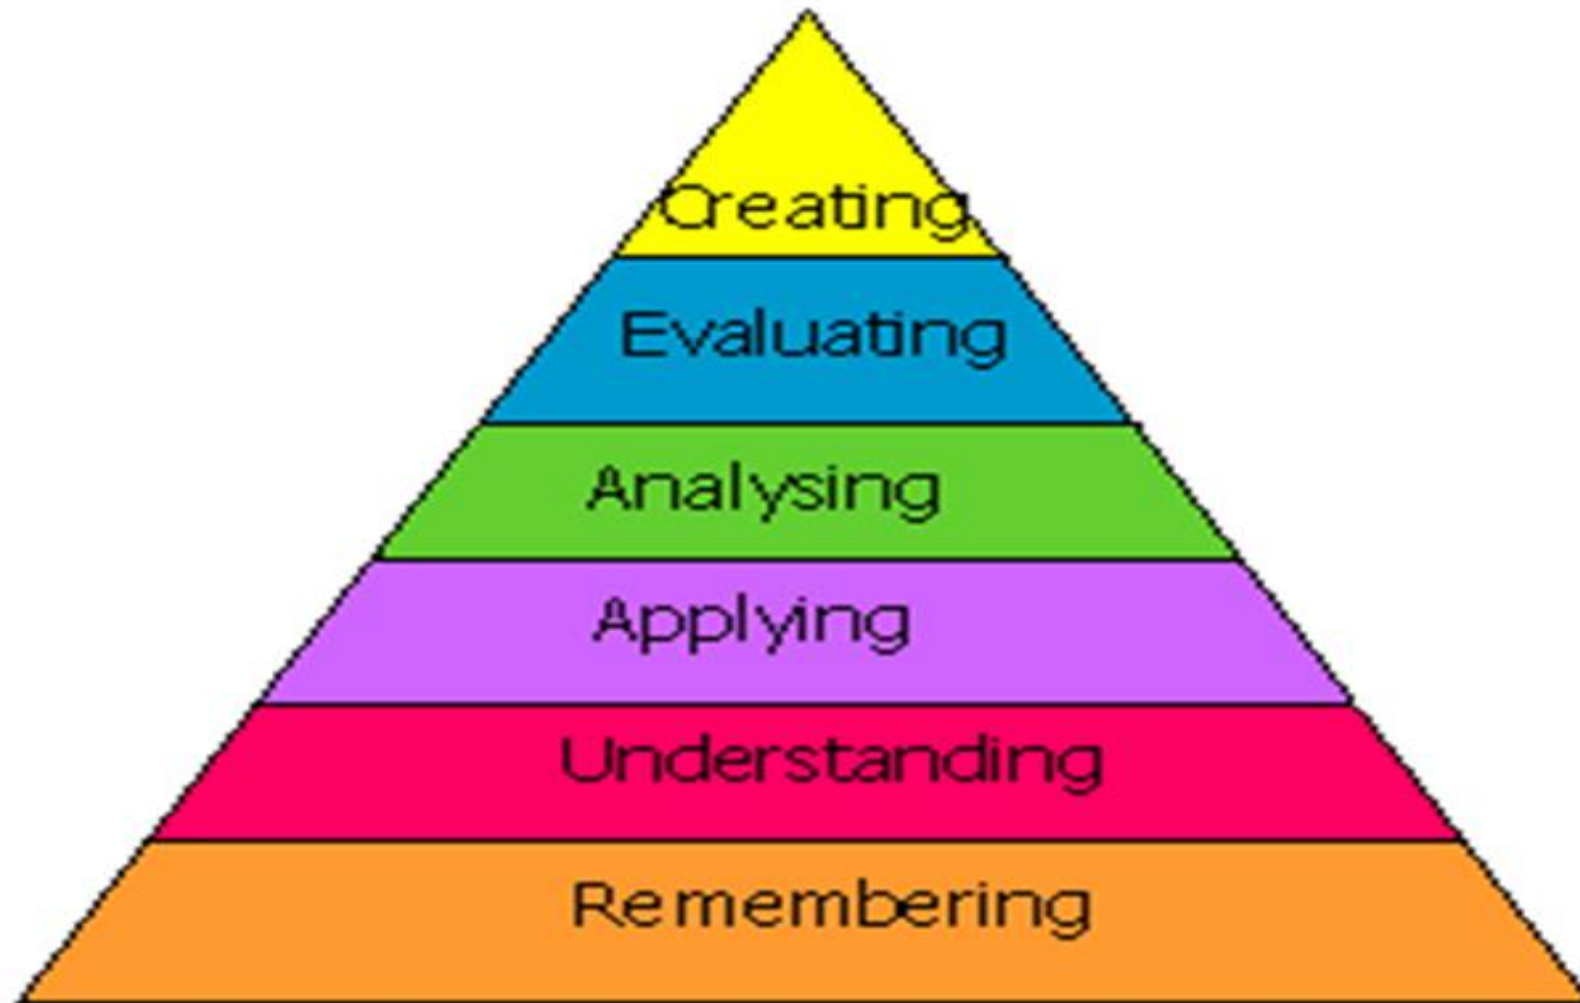 Creating
Evaluating
Analysing
Applying
Understanding
Remembering